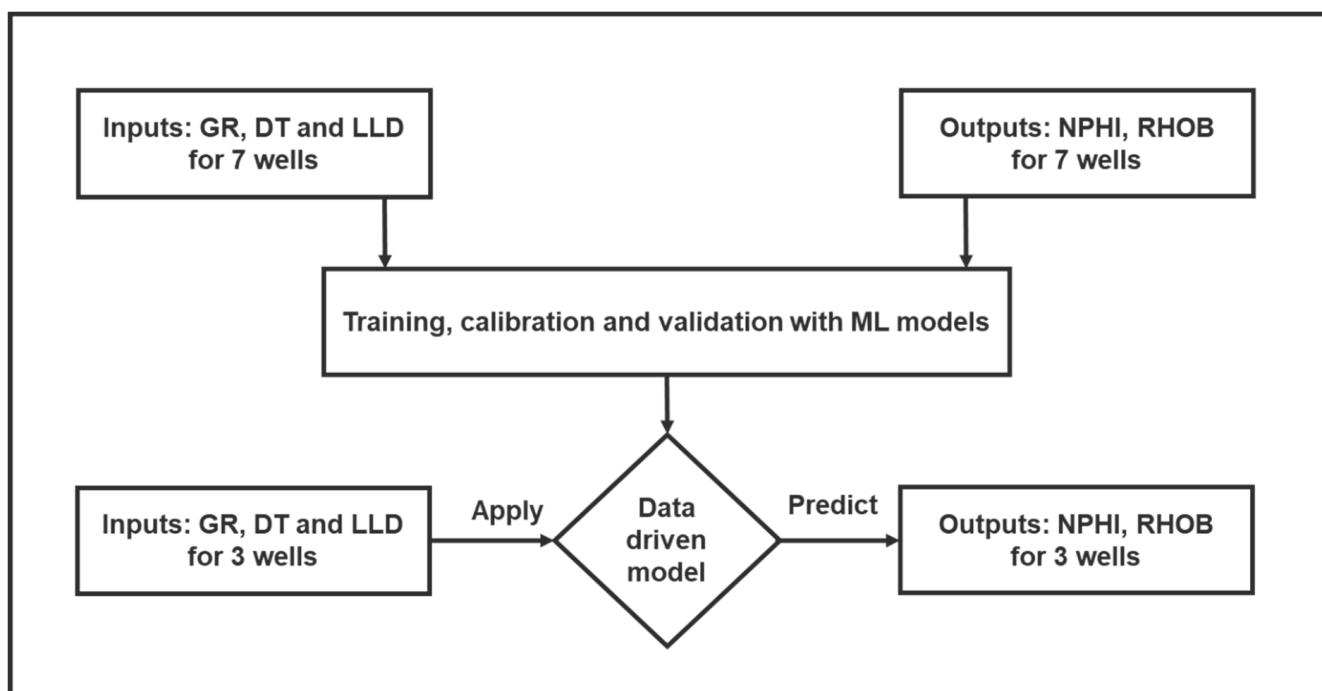 Inputs: GR, DT and LLD
for 7 wells
Outputs: NPHI, RHOB
for 7 wells
Training, calibration and validation with ML models
Inputs: GR, DT and LLD
for 3 wells
Apply
Data
driven
model
Predict
Outputs: NPHI, RHOB
for 3 wells